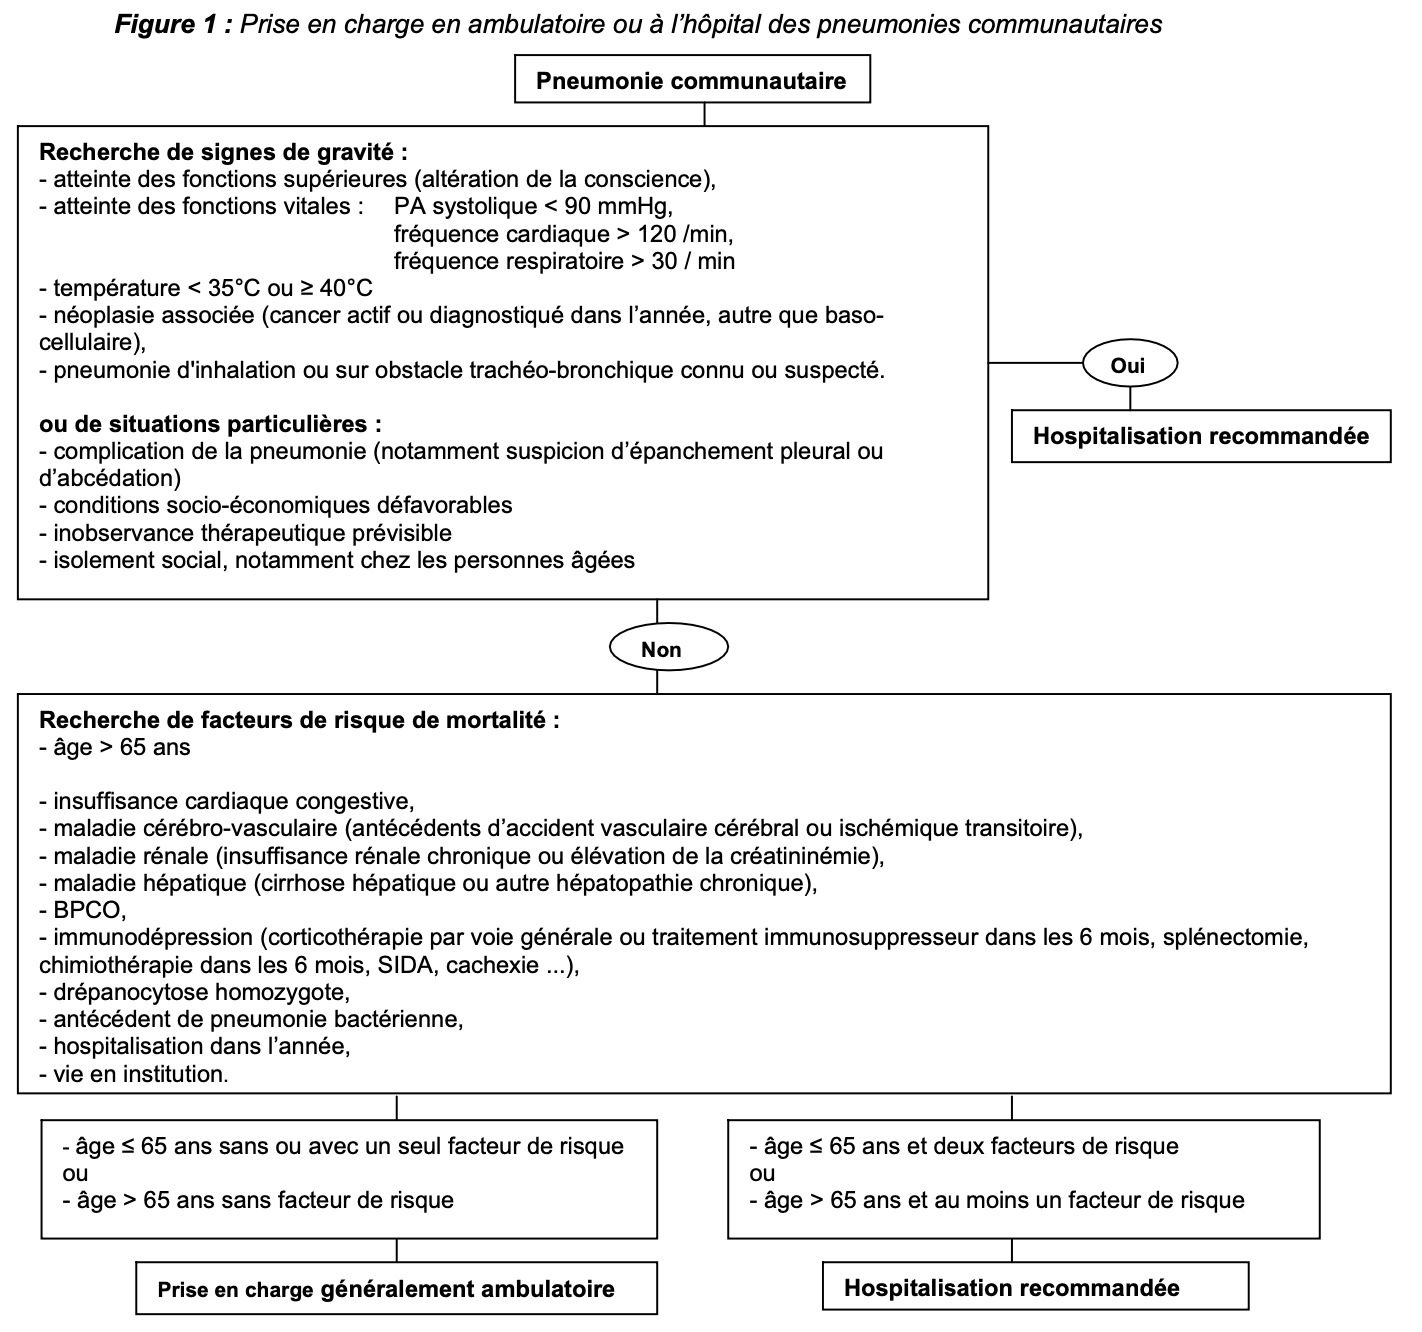 Figure 1 : Prise en charge en ambulatoire ou à l’hôpital des pneumonies communautaires
Pneumonie communautaire
Recherche de signes de gravité :
- atteinte des fonctions supérieures (altération de la conscience),
- atteinte des fonctions vitales : PA systolique < 90 mmHg,
fréquence cardiaque > 120 /min,
fréquence respiratoire > 30 / min
- température < 35°C ou ≥ 40°C
- néoplasie associée (cancer actif ou diagnostiqué dans l’année, autre que baso-
cellulaire),
- pneumonie d'inhalation ou sur obstacle trachéo-bronchique connu ou suspecté.
ou de situations particulières :
- complication de la pneumonie (notamment suspicion d’épanchement pleural ou
d’abcédation)
- conditions socio-économiques défavorables
- inobservance thérapeutique prévisible
- isolement social, notamment chez les personnes âgées
Oui
Hospitalisation recommandée
Non
Recherche de facteurs de risque de mortalité :
- âge > 65 ans
- insuffisance cardiaque congestive,
- maladie cérébro-vasculaire (antécédents d’accident vasculaire cérébral ou ischémique transitoire),
- maladie rénale (insuffisance rénale chronique ou élévation de la créatininémie),
- maladie hépatique (cirrhose hépatique ou autre hépatopathie chronique),
- BPCO,
- immunodépression (corticothérapie par voie générale ou traitement immunosuppresseur dans les 6 mois, splénectomie,
chimiothérapie dans les 6 mois, SIDA, cachexie ...),
- drépanocytose homozygote,
- antécédent de pneumonie bactérienne,
- hospitalisation dans l’année,
- vie en institution.
- âge ≤ 65 ans sans ou avec un seul facteur de risque
ou
- âge > 65 ans sans facteur de risque
Prise en charge généralement ambulatoire
- âge ≤ 65 ans et deux facteurs de risque
ou
- âge > 65 ans et au moins un facteur de risque
Hospitalisation recommandée